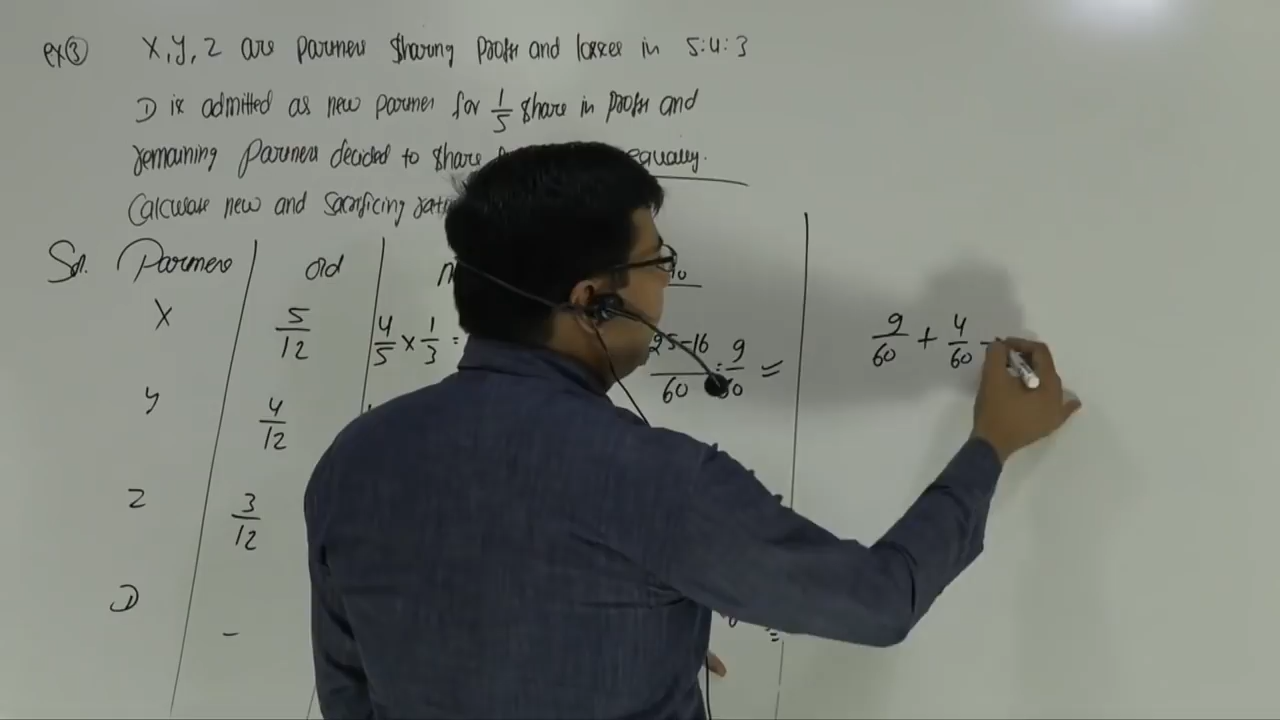 ex③ X, Y, Z are partners sharing profits and losses in 5:4:3
D is admitted as new partner for 1/5 share in profits and
remaining partners decided to share equally.
Calculate new and sacrificing
Sol. Partners old
X 5/12 4/5 × 1/3 = 25-16/60 = 9/60 = 9/60 + 4/60
Y 4/12
Z 3/12
D -